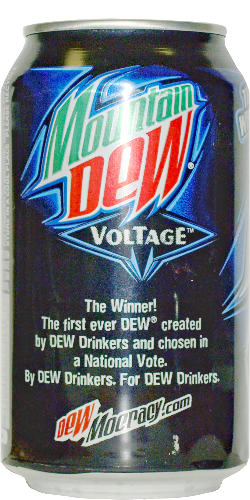 Mountain
DEW®
VOLTAGE™
The Winner!
The first ever DEW® created
by DEW Drinkers and chosen in
a National Vote.
By DEW Drinkers. For DEW Drinkers.
DEWMocracy.com